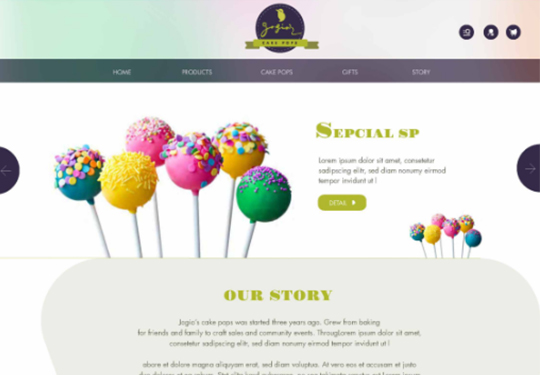 Jogio's
CAKE POPS
HOME PRODUCTS CAKE POPS GIFTS STORY
SEPCIAL SP
Lorem ipsum dolor sit amet, consetetur
sadipscing elitr, sed diam nonumy eirmod
tempor invidunt ut l
DETAIL
OUR STORY
Jogio's cake pops was started three years ago. Grew from baking
for friends and family to craft sales and community events. ThrougLorem ipsum dolor sit amet,
consetetur sadipscing elitr, sed diam nonumy eirmod tempor invidunt ut l
abore et dolore magna aliquyam erat, sed diam voluptua. At vero eos et accusam et justo